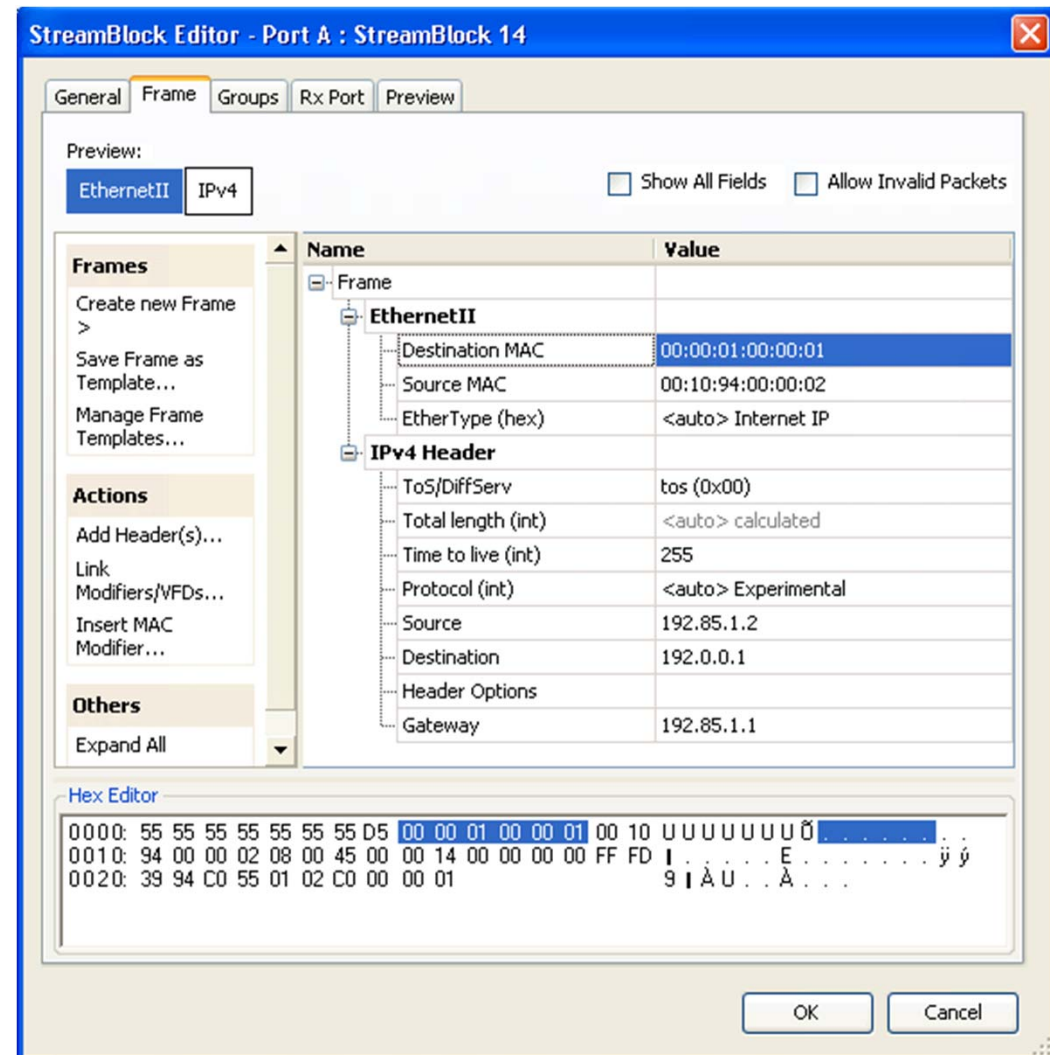 StreamBlock Editor - Port A : StreamBlock 14
General Frame Groups Rx Port Preview
Preview:
EthernetII IPv4
Show All Fields Allow Invalid Packets
Frames
Create new Frame
>
Save Frame as
Template...
Manage Frame
Templates...
Actions
Add Header(s)...
Link
Modifiers/VFDs...
Insert MAC
Modifier...
Others
Expand All
Name Value
Frame
EthernetII
Destination MAC 00:00:01:00:00:01
Source MAC 00:10:94:00:00:02
EtherType (hex) <auto> Internet IP
IPv4 Header
ToS/DiffServ tos (0x00)
Total length (int) <auto> calculated
Time to live (int) 255
Protocol (int) <auto> Experimental
Source 192.85.1.2
Destination 192.0.0.1
Header Options
Gateway 192.85.1.1
Hex Editor
0000: 55 55 55 55 55 55 55 D5 00 00 01 00 00 01 00 10 U U U U U U U Õ . . . . . . . .
0010: 94 00 00 02 08 00 45 00 00 14 00 00 00 00 FF FD ı . . . . . E . . . . . . . ÿ ý
0020: 39 94 C0 55 01 02 C0 00 00 01 9 ı À U . . À . . .
OK Cancel